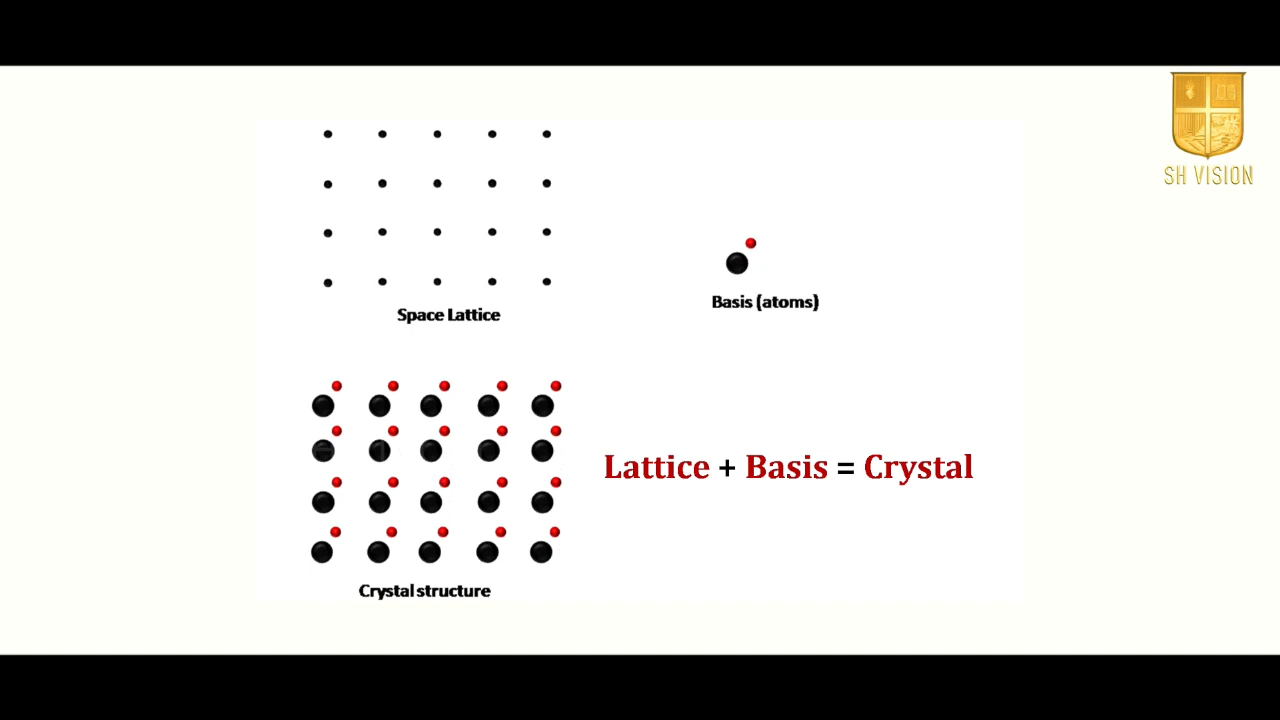 SH VISION
Space Lattice
Basis (atoms)
Lattice + Basis = Crystal
Crystal structure